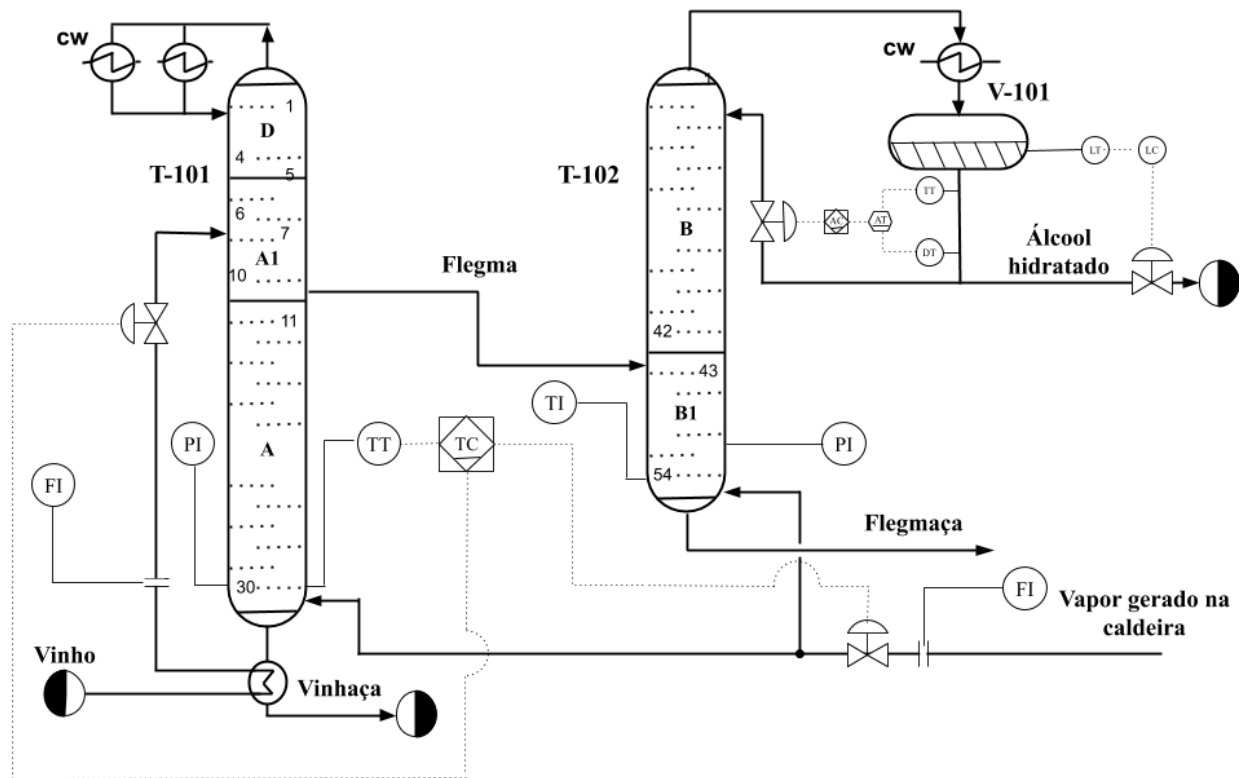 cw
cw
V-101
1
1
D
4
5
T-101
T-102
LT
LC
6
7
TT
AC
AT
A1
B
10
Flegma
DT
Álcool
hidratado
11
42
43
TI
B1
PI
TT
TC
PI
A
54
FI
Flegmaça
30
FI
Vapor gerado na
caldeira
Vinho
Vinhaça